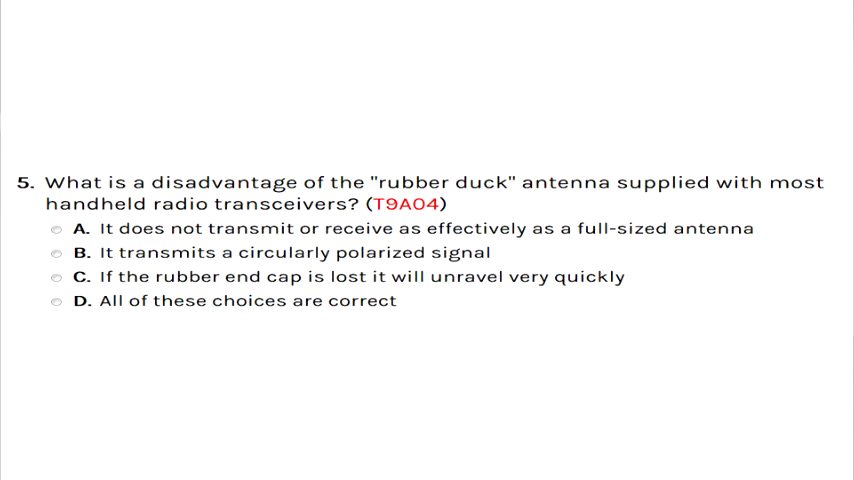 5. What is a disadvantage of the "rubber duck" antenna supplied with most
handheld radio transceivers? (T9A04)
A. It does not transmit or receive as effectively as a full-sized antenna
B. It transmits a circularly polarized signal
C. If the rubber end cap is lost it will unravel very quickly
D. All of these choices are correct